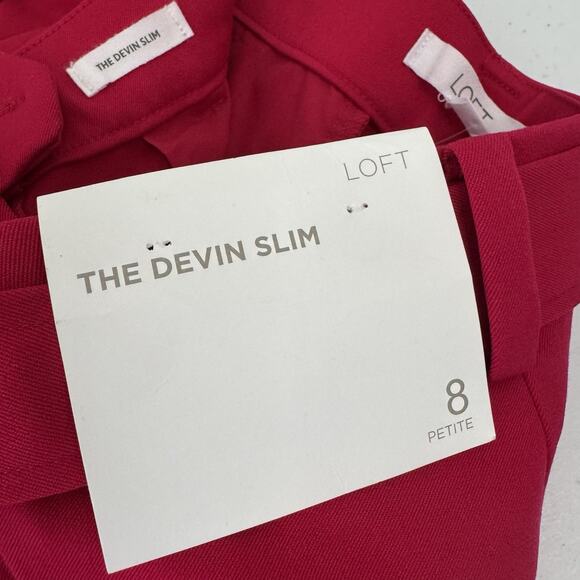 THE DEVIN SLIM
LOFT
LOFT
THE DEVIN SLIM
8
PETITE